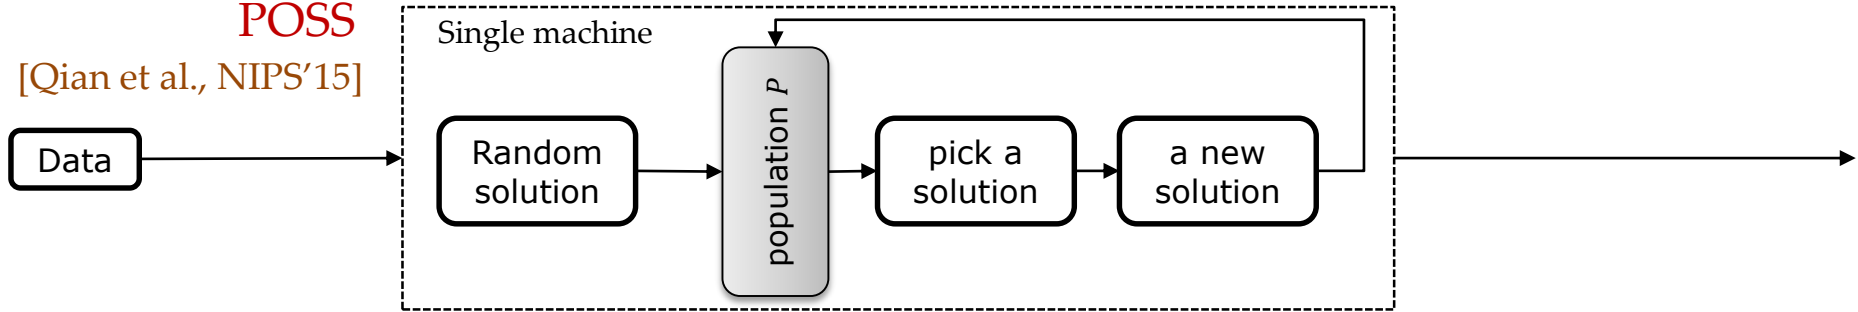 POSS
[Qian et al., NIPS’15]
Data
Single machine
Random
solution
population P
pick a
solution
a new
solution